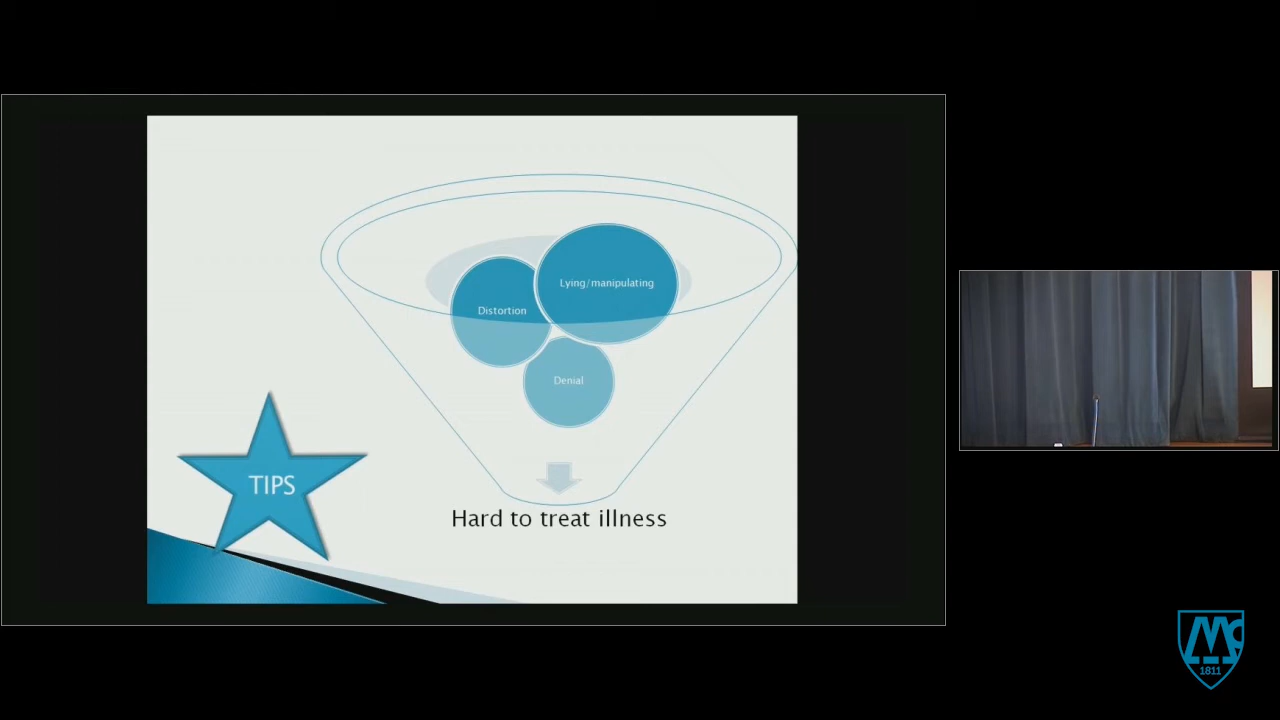 Lying/manipulating
Distortion
Denial
TIPS
Hard to treat illness
1811